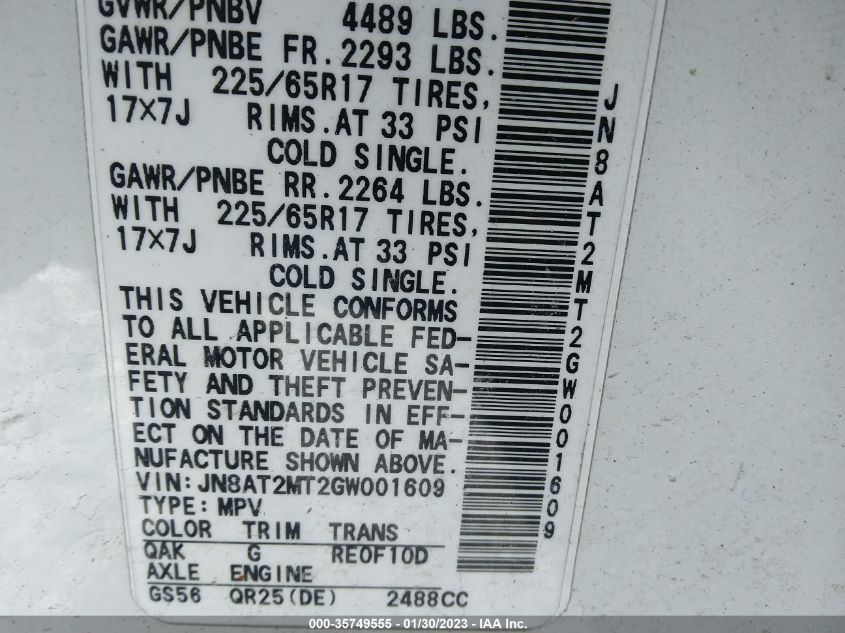 GVWR/PNBV 4489 LBS.
GAWR/PNBE FR. 2293 LBS.
WITH 225/65R17 TIRES,
17X7J RIMS. AT 33 PSI
COLD SINGLE.
GAWR/PNBE RR. 2264 LBS.
WITH 225/65R17 TIRES,
17X7J RIMS. AT 33 PSI
COLD SINGLE.
THIS VEHICLE CONFORMS
TO ALL APPLICABLE FED-
ERAL MOTOR VEHICLE SA-
FETY AND THEFT PREVEN-
TION STANDARDS IN EFF-
ECT ON THE DATE OF MA-
NUFACTURE SHOWN ABOVE.
VIN:JN8AT2MT2GW001609
TYPE:MPV
COLOR TRIM TRANS
QAK G RE0F10D
AXLE ENGINE
GS56 QR25(DE) 2488CC
JN8AT2MT2GW001609
000-35749555 - 01/30/2023 - IAA Inc.